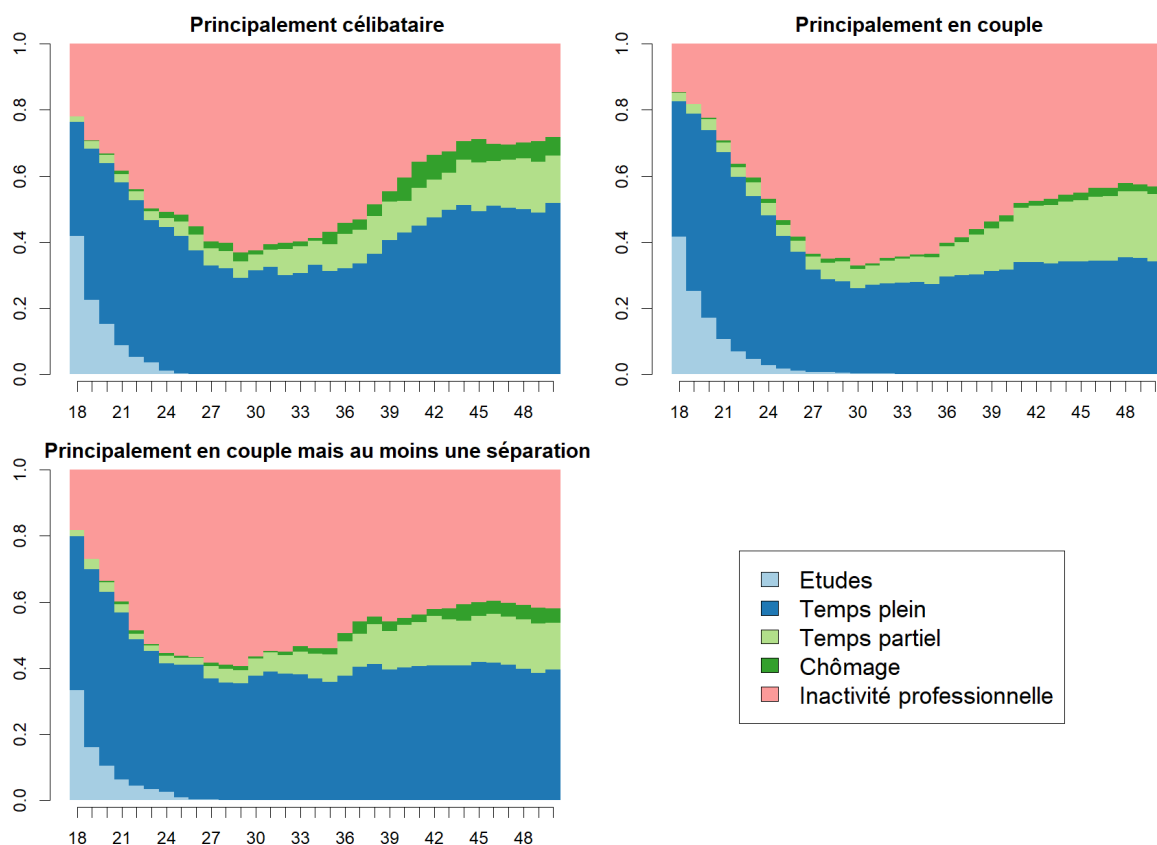 Principalement célibataire
1.0
0.8
0.6
0.4
0.2
0.0
18 21 24 27 30 33 36 39 42 45 48
Principalement en couple
1.0
0.8
0.6
0.4
0.2
0.0
18 21 24 27 30 33 36 39 42 45 48
Principalement en couple mais au moins une séparation
1.0
0.8
0.6
0.4
0.2
0.0
18 21 24 27 30 33 36 39 42 45 48
Etudes
Temps plein
Temps partiel
Chômage
Inactivité professionnelle